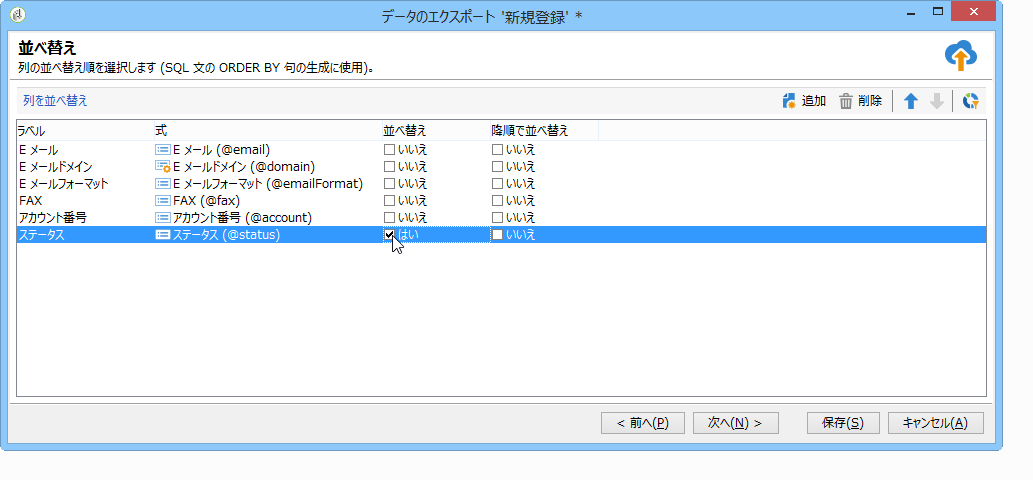 データのエクスポート '新規登録' *
並べ替え
列の並べ替え順を選択します (SQL 文の ORDER BY 句の生成に使用)。
列を並べ替え 追加 削除
ラベル 式 並べ替え 降順で並べ替え
E メール E メール (@email) いいえ いいえ
E メールドメイン E メールドメイン (@domain) いいえ いいえ
E メールフォーマット E メールフォーマット (@emailFormat) いいえ いいえ
FAX FAX (@fax) いいえ いいえ
アカウント番号 アカウント番号 (@account) いいえ いいえ
ステータス ステータス (@status) はい いいえ
< 前へ(P) 次へ(N) > 保存(S) キャンセル(A)